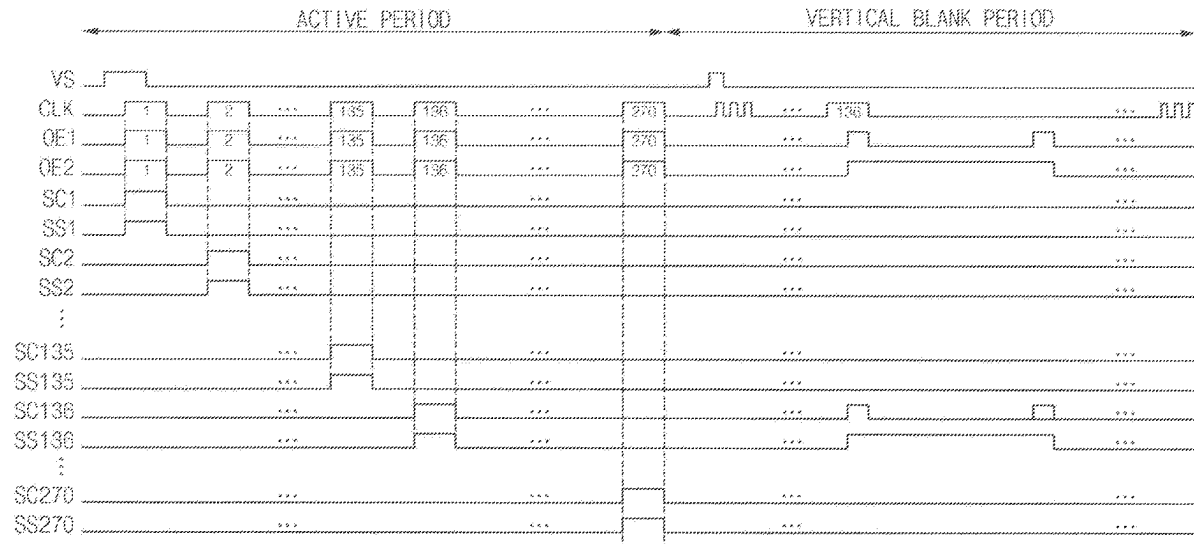 ACTIVE PERIOD VERTICAL BLANK PERIOD
VS
CLK 1 2 ... 135 136 ... 270 ... 136 ...
OE1 1 2 ... 135 136 ... 270 ... ...
OE2 1 2 ... 135 136 ... 270 ... ...
SC1 ... ... ... ...
SS1 ... ... ... ...
SC2 ... ... ... ...
SS2 ... ... ... ...
⋮
SC135 ... ... ... ...
SS135 ... ... ... ...
SC136 ... ... ... ...
SS136 ... ... ... ...
⋮
SC270 ... ... ... ...
SS270 ... ... ... ...